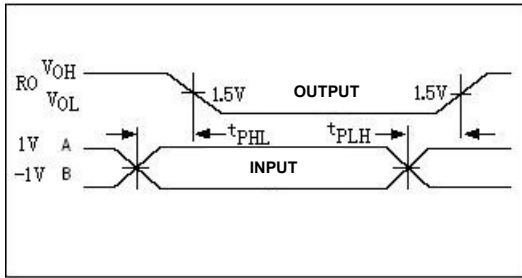 RO VOH
VOL
1.5V OUTPUT 1.5V
tPHL tPLH
1V A
-1V B
INPUT